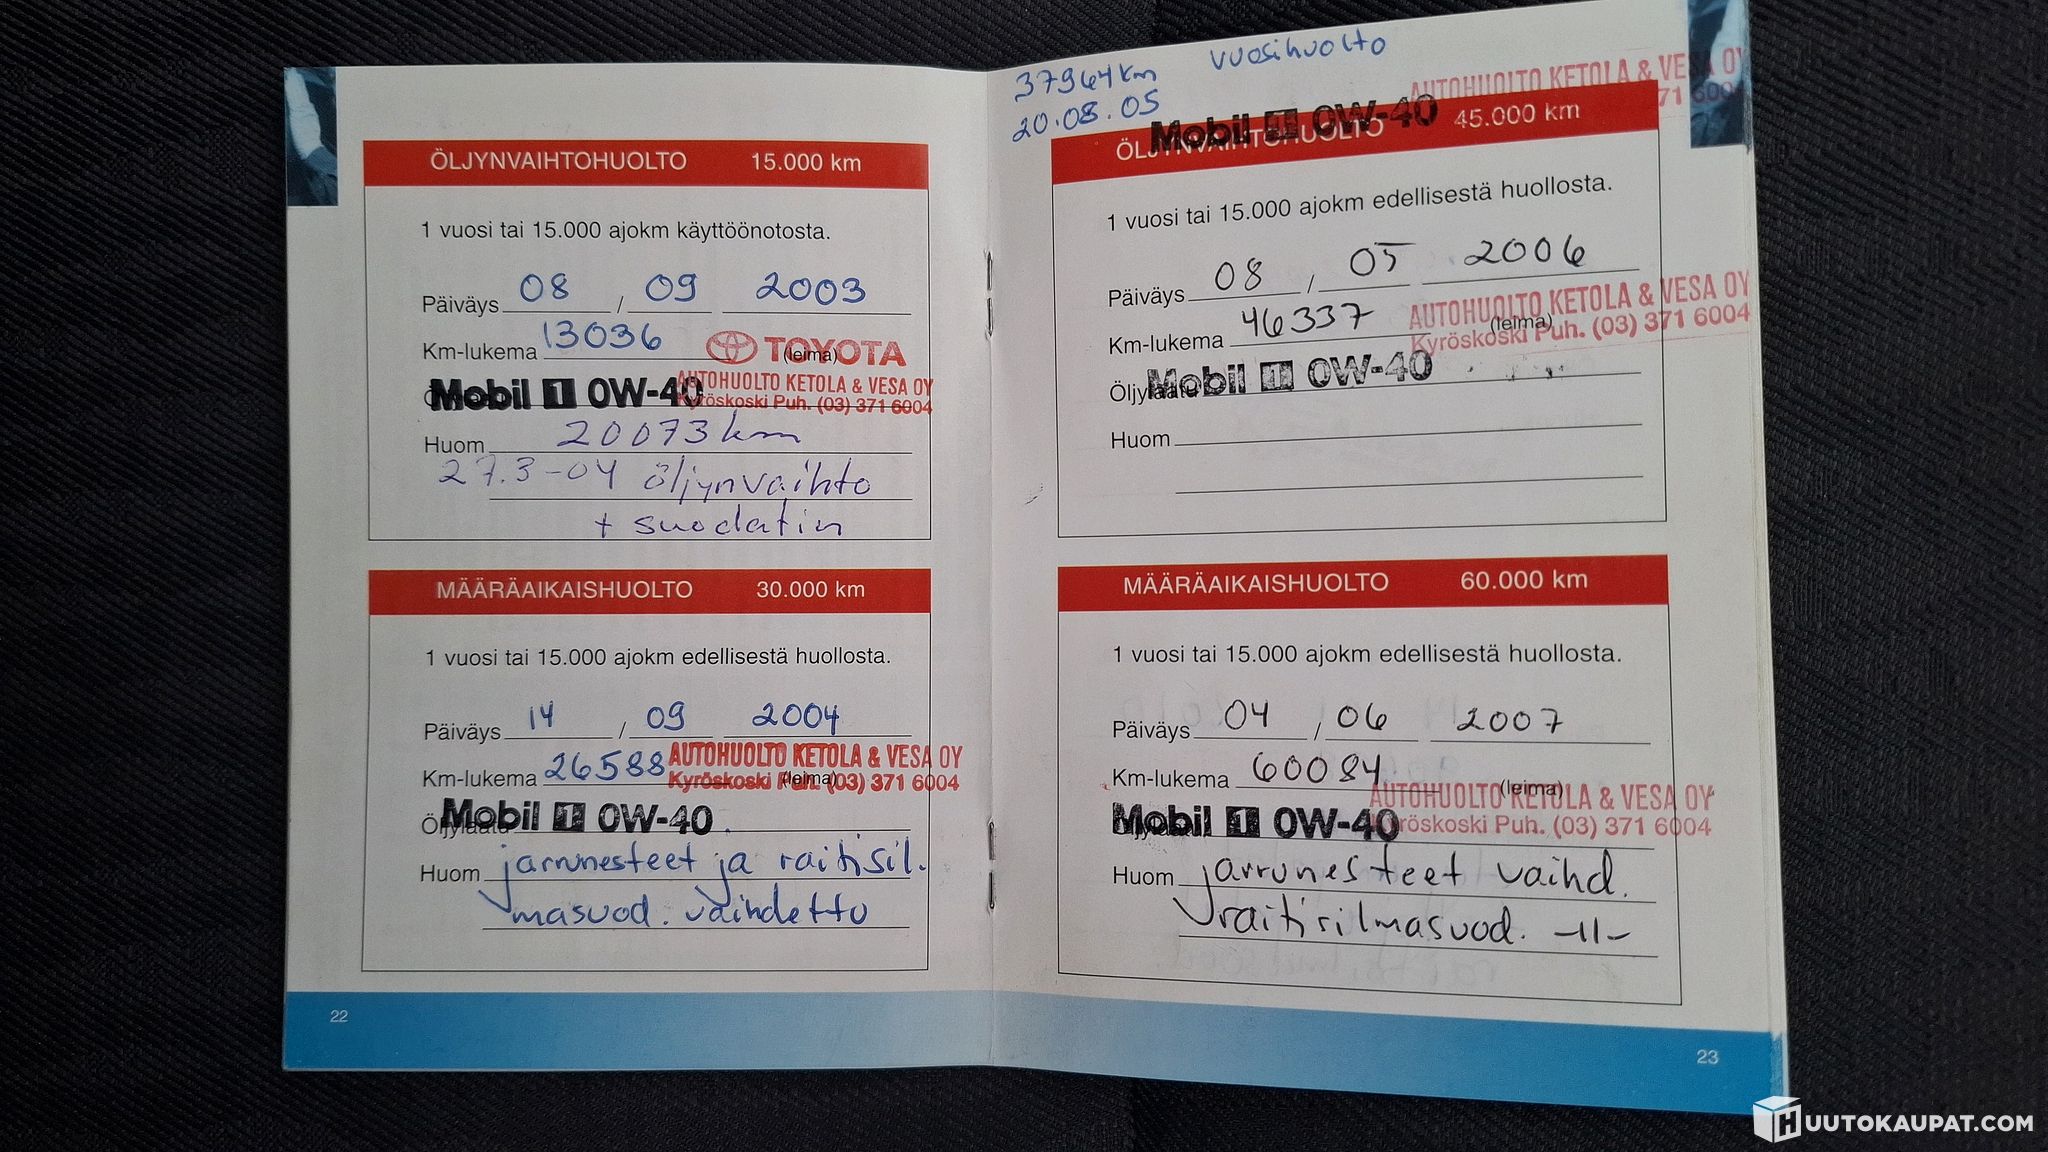 ÖLJYNVAIHTOHUOLTO 15.000 km
1 vuosi tai 15.000 ajokm käyttöönotosta.
Päiväys 08 / 09 2003
Km-lukema 13036
TOYOTA
(leima)
AUTOHUOLTO KETOLA & VESA OY
Kyröskoski Puh. (03) 371 6004
Mobil 1 0W-40
Huom 20073 km
27.3-04 öljynvaihto
+ suodatin
MÄÄRÄAIKAISHUOLTO 30.000 km
1 vuosi tai 15.000 ajokm edellisestä huollosta.
Päiväys 14 / 09 2004
Km-lukema 26588
AUTOHUOLTO KETOLA & VESA OY
Kyröskoski Puh. (03) 371 6004
(leima)
Öljylaatu Mobil 1 0W-40
Huom jarrunesteet ja raitisil.
masuod. vaihdettu
22
37964 km vuosihuolto
20.08.05
AUTOHUOLTO KETOLA & VESA OY
371 6004
Mobil 1 0W-40
ÖLJYNVAIHTOHUOLTO 45.000 km
1 vuosi tai 15.000 ajokm edellisestä huollosta.
Päiväys 08 / 05 2006
Km-lukema 46337
AUTOHUOLTO KETOLA & VESA OY
(leima)
Kyröskoski Puh. (03) 371 6004
Öljylaatu Mobil 1 0W-40
Huom
MÄÄRÄAIKAISHUOLTO 60.000 km
1 vuosi tai 15.000 ajokm edellisestä huollosta.
Päiväys 04 / 06 2007
Km-lukema 60084
(leima)
AUTOHUOLTO KETOLA & VESA OY
Kyröskoski Puh. (03) 371 6004
Mobil 1 0W-40
Huom jarrunesteet vaihd.
raitisilmasuod. -11-
23
HUUTOKAUPAT.COM